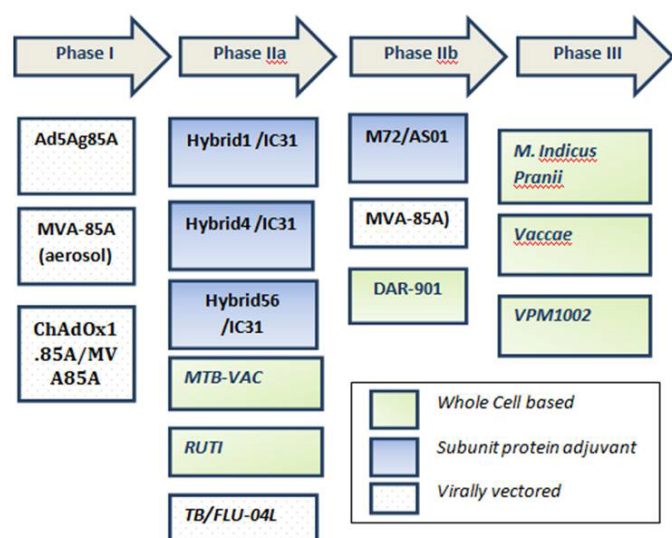 Phase I
Phase IIa
Phase IIb
Phase III
Ad5Ag85A
MVA-85A
(aerosol)
ChAdOx1
.85A/MV
A85A
Hybrid1 /IC31
Hybrid4 /IC31
Hybrid56
/IC31
MTB-VAC
RUTI
TB/FLU-04L
M72/AS01
MVA-85A)
DAR-901
M. Indicus
Pranii
Vaccae
VPM1002
Whole Cell based
Subunit protein adjuvant
Virally vectored